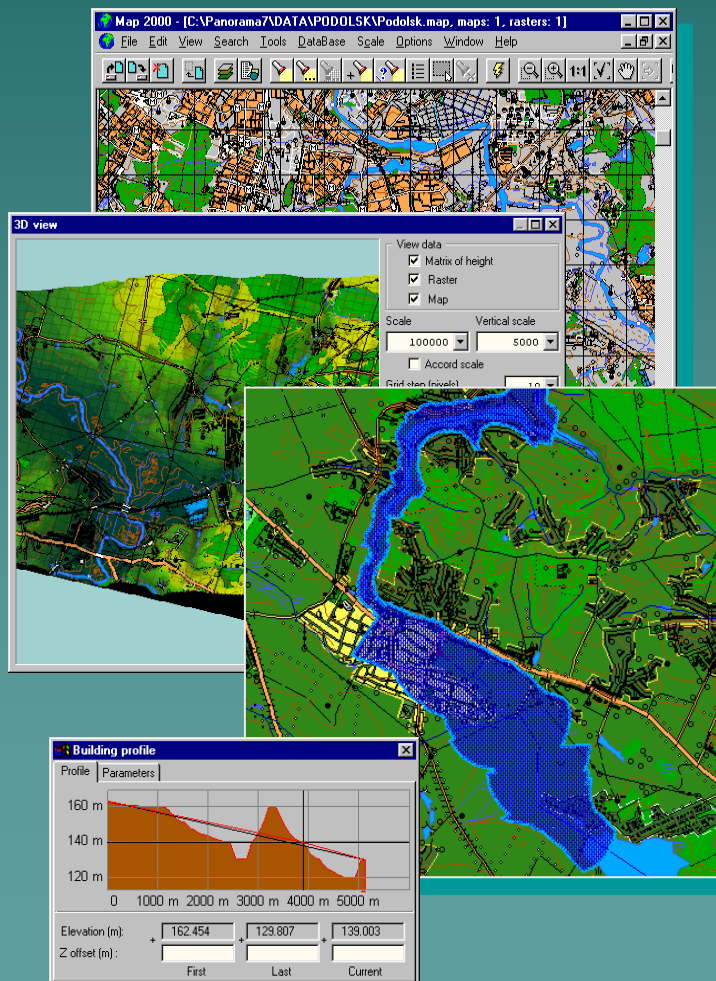 Map 2000 - [C:\Panorama7\DATA\PODOLSK\Podolsk.map, maps: 1, rasters: 1]
File Edit View Search Tools DataBase Scale Options Window Help
1:1
3D view
View data
Matrix of height
Raster
Map
Scale Vertical scale
100000 5000
Accord scale
Grid step (pixels) 10
Building profile
Profile Parameters
160 m
140 m
120 m
0 1000 m 2000 m 3000 m 4000 m 5000 m
Elevation (m): + 162.454 + 129.807 + 139.003
Z offset (m) :
First Last Current